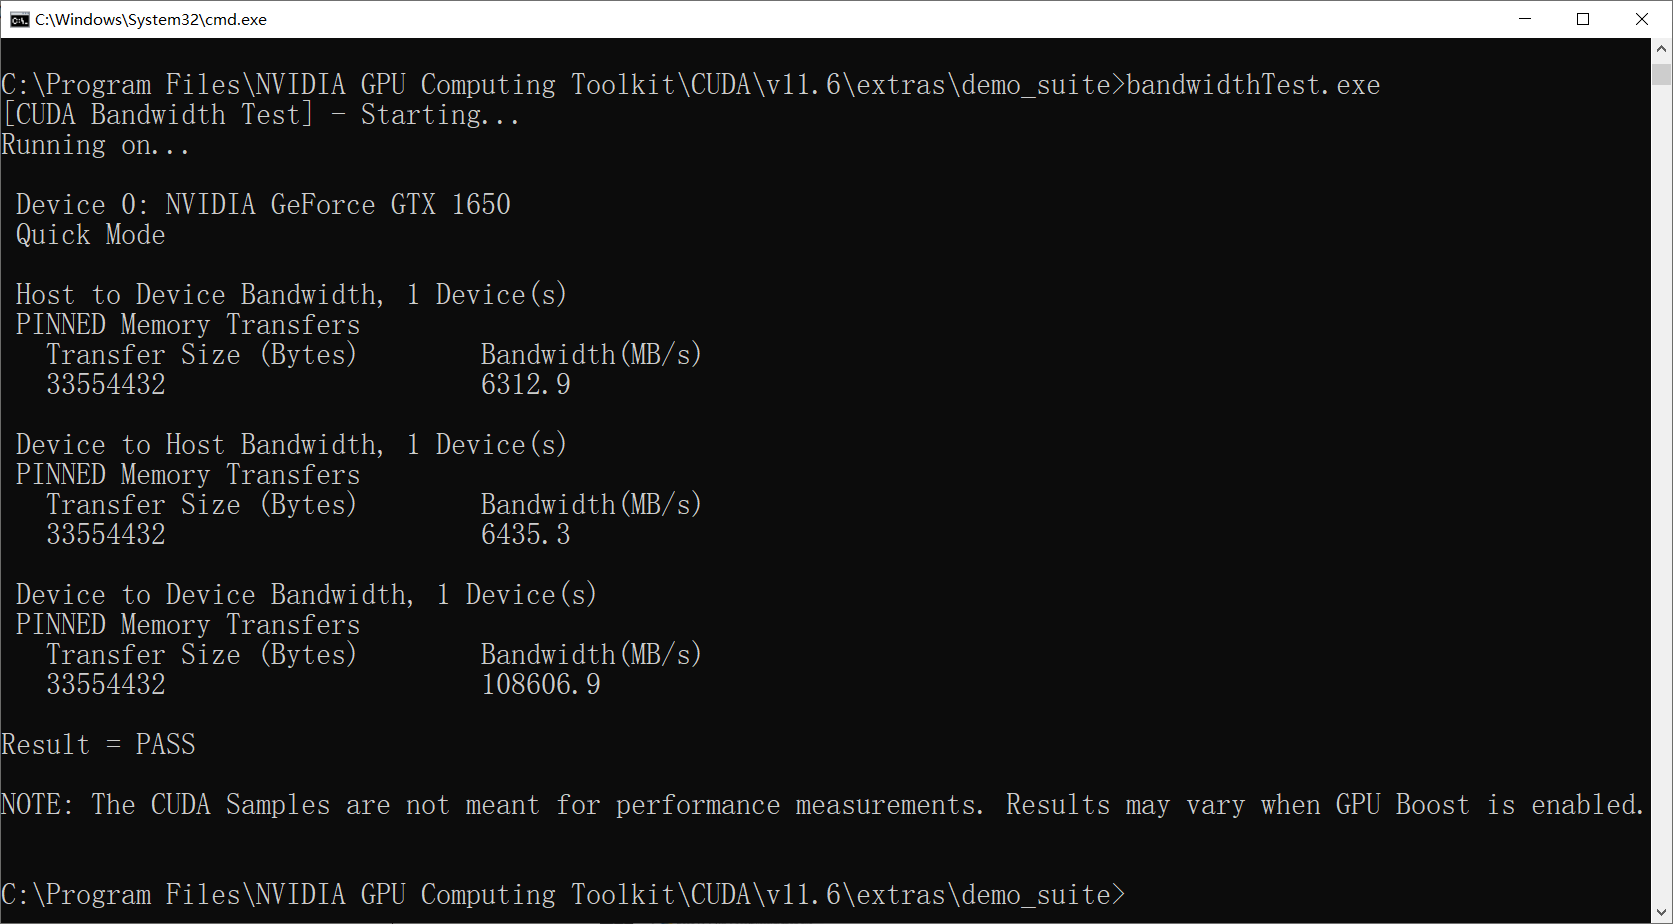 C:\Windows\System32\cmd.exe
C:\Program Files\NVIDIA GPU Computing Toolkit\CUDA\v11.6\extras\demo_suite>bandwidthTest.exe
[CUDA Bandwidth Test] - Starting...
Running on...
Device 0: NVIDIA GeForce GTX 1650
Quick Mode
Host to Device Bandwidth, 1 Device(s)
PINNED Memory Transfers
Transfer Size (Bytes) Bandwidth(MB/s)
33554432 6312.9
Device to Host Bandwidth, 1 Device(s)
PINNED Memory Transfers
Transfer Size (Bytes) Bandwidth(MB/s)
33554432 6435.3
Device to Device Bandwidth, 1 Device(s)
PINNED Memory Transfers
Transfer Size (Bytes) Bandwidth(MB/s)
33554432 108606.9
Result = PASS
NOTE: The CUDA Samples are not meant for performance measurements. Results may vary when GPU Boost is enabled.
C:\Program Files\NVIDIA GPU Computing Toolkit\CUDA\v11.6\extras\demo_suite>